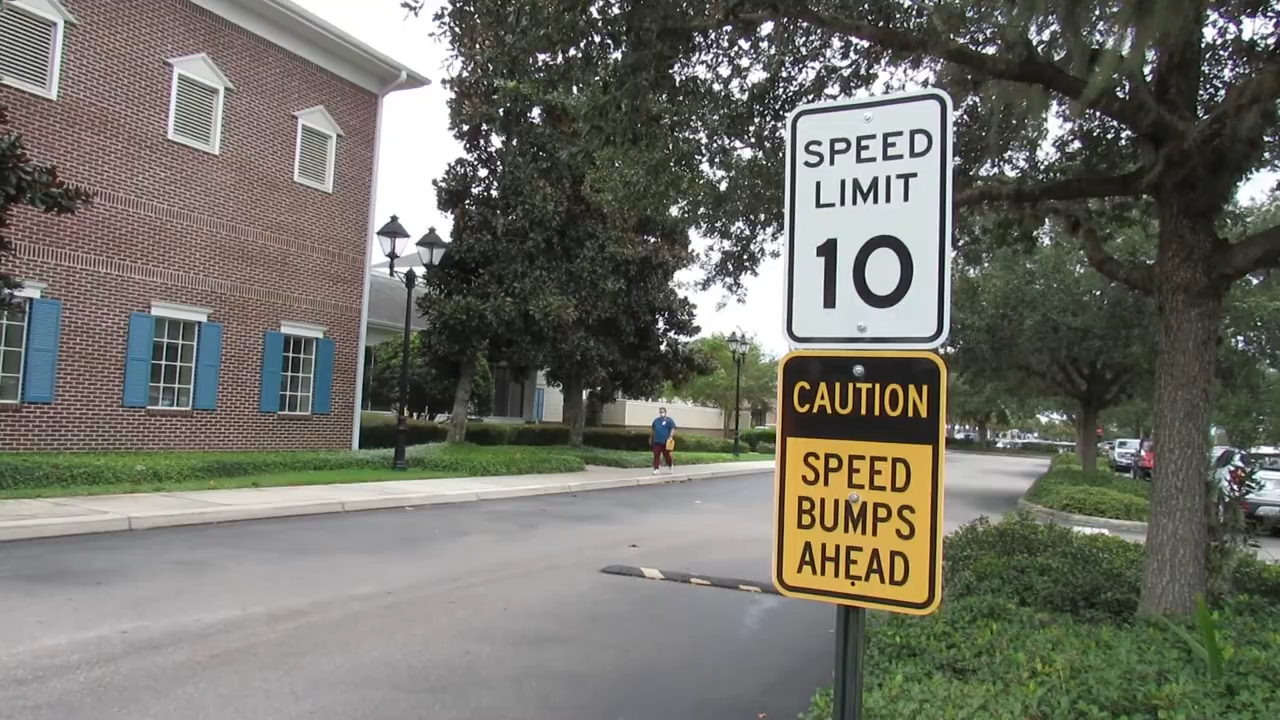 SPEED
LIMIT
10
CAUTION
SPEED
BUMPS
AHEAD